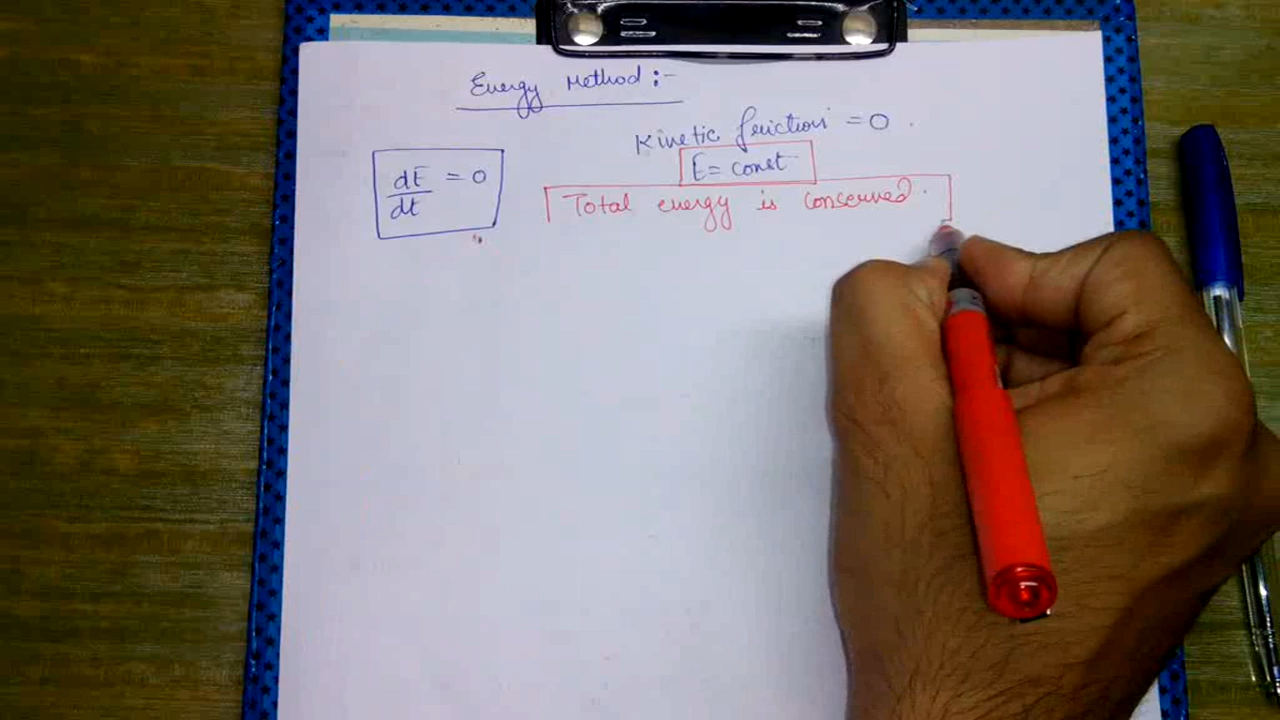 Energy Method :-
Kinetic friction = 0 .
E = const
dE/dt = 0
Total energy is conserved .